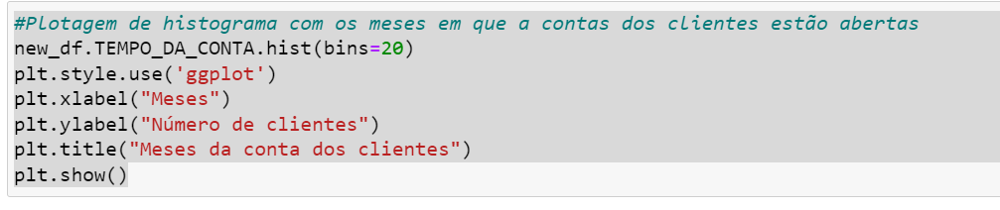 #Plotagem de histograma com os meses em que a contas dos clientes estão abertas
new_df.TEMPO_DA_CONTA.hist(bins=20)
plt.style.use('ggplot')
plt.xlabel("Meses")
plt.ylabel("Número de clientes")
plt.title("Meses da conta dos clientes")
plt.show()